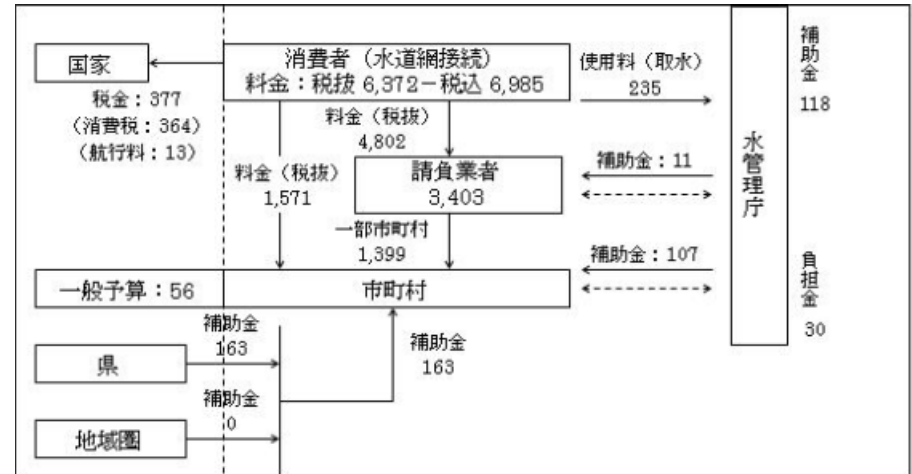 国家
税金：377
（消費税：364）
（航行料：13）
消費者（水道網接続）
料金：税抜 6,372－税込 6,985
使用料（取水）
235
料金（税抜）
4,802
料金（税抜）
1,571
請負業者
3,403
補助金：11
一部市町村
1,399
補助金：107
一般予算：56
市町村
補助金
163
県
補助金
0
地域圏
補助金
163
水管理庁
補助金
118
負担金
30